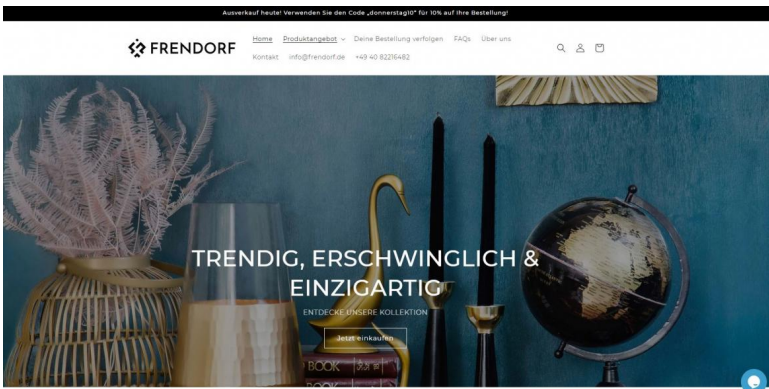 Ausverkauf heute! Verwenden Sie den Code „donnerstag10" für 10% auf Ihre Bestellung!
FRENDORF
Home Produktangebot Deine Bestellung verfolgen FAQs Über uns
Kontakt info@frendorf.de +49 40 82216482
TRENDIG, ERSCHWINGLICH &
EINZIGARTIG
ENTDECKE UNSERE KOLLEKTION
Jetzt einkaufen
BOOK
BOOK